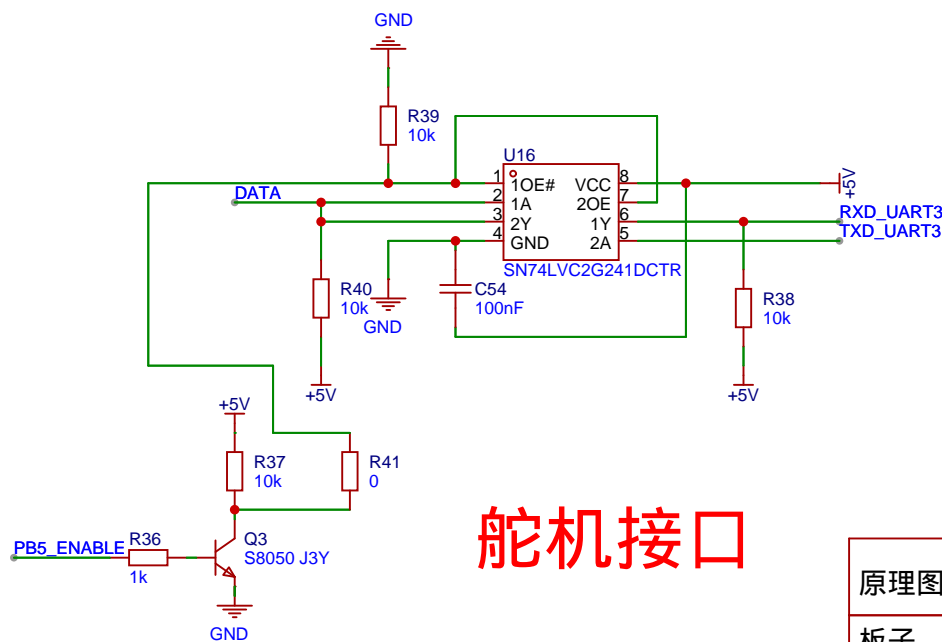 GND
R39
10k
U16
1
1OE#
VCC
8
DATA
2
1A
2OE
7
3
2Y
1Y
6
4
GND
2A
5
+5V
RXD_UART3
TXD_UART3
SN74LVC2G241DCTR
R40
10k
GND
C54
100nF
R38
10k
+5V
+5V
+5V
R37
10k
R41
0
PB5_ENABLE
R36
1k
Q3
S8050 J3Y
GND
舵机接口
原理图
板子